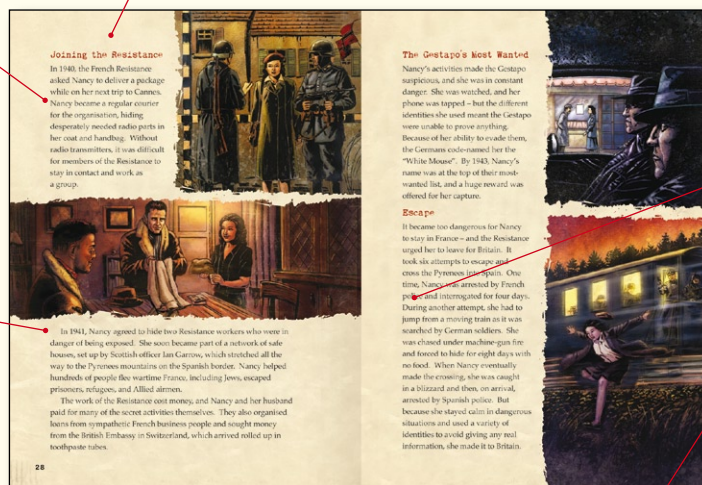 Joining the Resistance
In 1940, the French Resistance
asked Nancy to deliver a package
while on her next trip to Cannes.
Nancy became a regular courier
for the organisation, hiding
desperately needed radio parts in
her coat and handbag. Without
radio transmitters, it was difficult
for members of the Resistance to
stay in contact and work as
a group.
In 1941, Nancy agreed to hide two Resistance workers who were in
danger of being exposed. She soon became part of a network of safe
houses, set up by Scottish officer Ian Garrow, which stretched all the
way to the Pyrenees mountains on the Spanish border. Nancy helped
hundreds of people flee wartime France, including Jews, escaped
prisoners, refugees, and Allied airmen.
The work of the Resistance cost money, and Nancy and her husband
paid for many of the secret activities themselves. They also organised
loans from sympathetic French business people and sought money
from the British Embassy in Switzerland, which arrived rolled up in
toothpaste tubes.
28
The Gestapo's Most Wanted
Nancy's activities made the Gestapo
suspicious, and she was in constant
danger. She was watched, and her
phone was tapped – but the different
identities she used meant the Gestapo
were unable to prove anything.
Because of her ability to evade them,
the Germans code-named her the
"White Mouse". By 1943, Nancy's
name was at the top of their most-
wanted list, and a huge reward was
offered for her capture.
Escape
It became too dangerous for Nancy
to stay in France – and the Resistance
urged her to leave for Britain. It
took six attempts to escape and
cross the Pyrenees into Spain. One
time, Nancy was arrested by French
police and interrogated for four days.
During another attempt, she had to
jump from a moving train as it was
searched by German soldiers. She
was chased under machine-gun fire
and forced to hide for eight days with
no food. When Nancy eventually
made the crossing, she was caught
in a blizzard and then, on arrival,
arrested by Spanish police. But
because she stayed calm in dangerous
situations and used a variety of
identities to avoid giving any real
information, she made it to Britain.